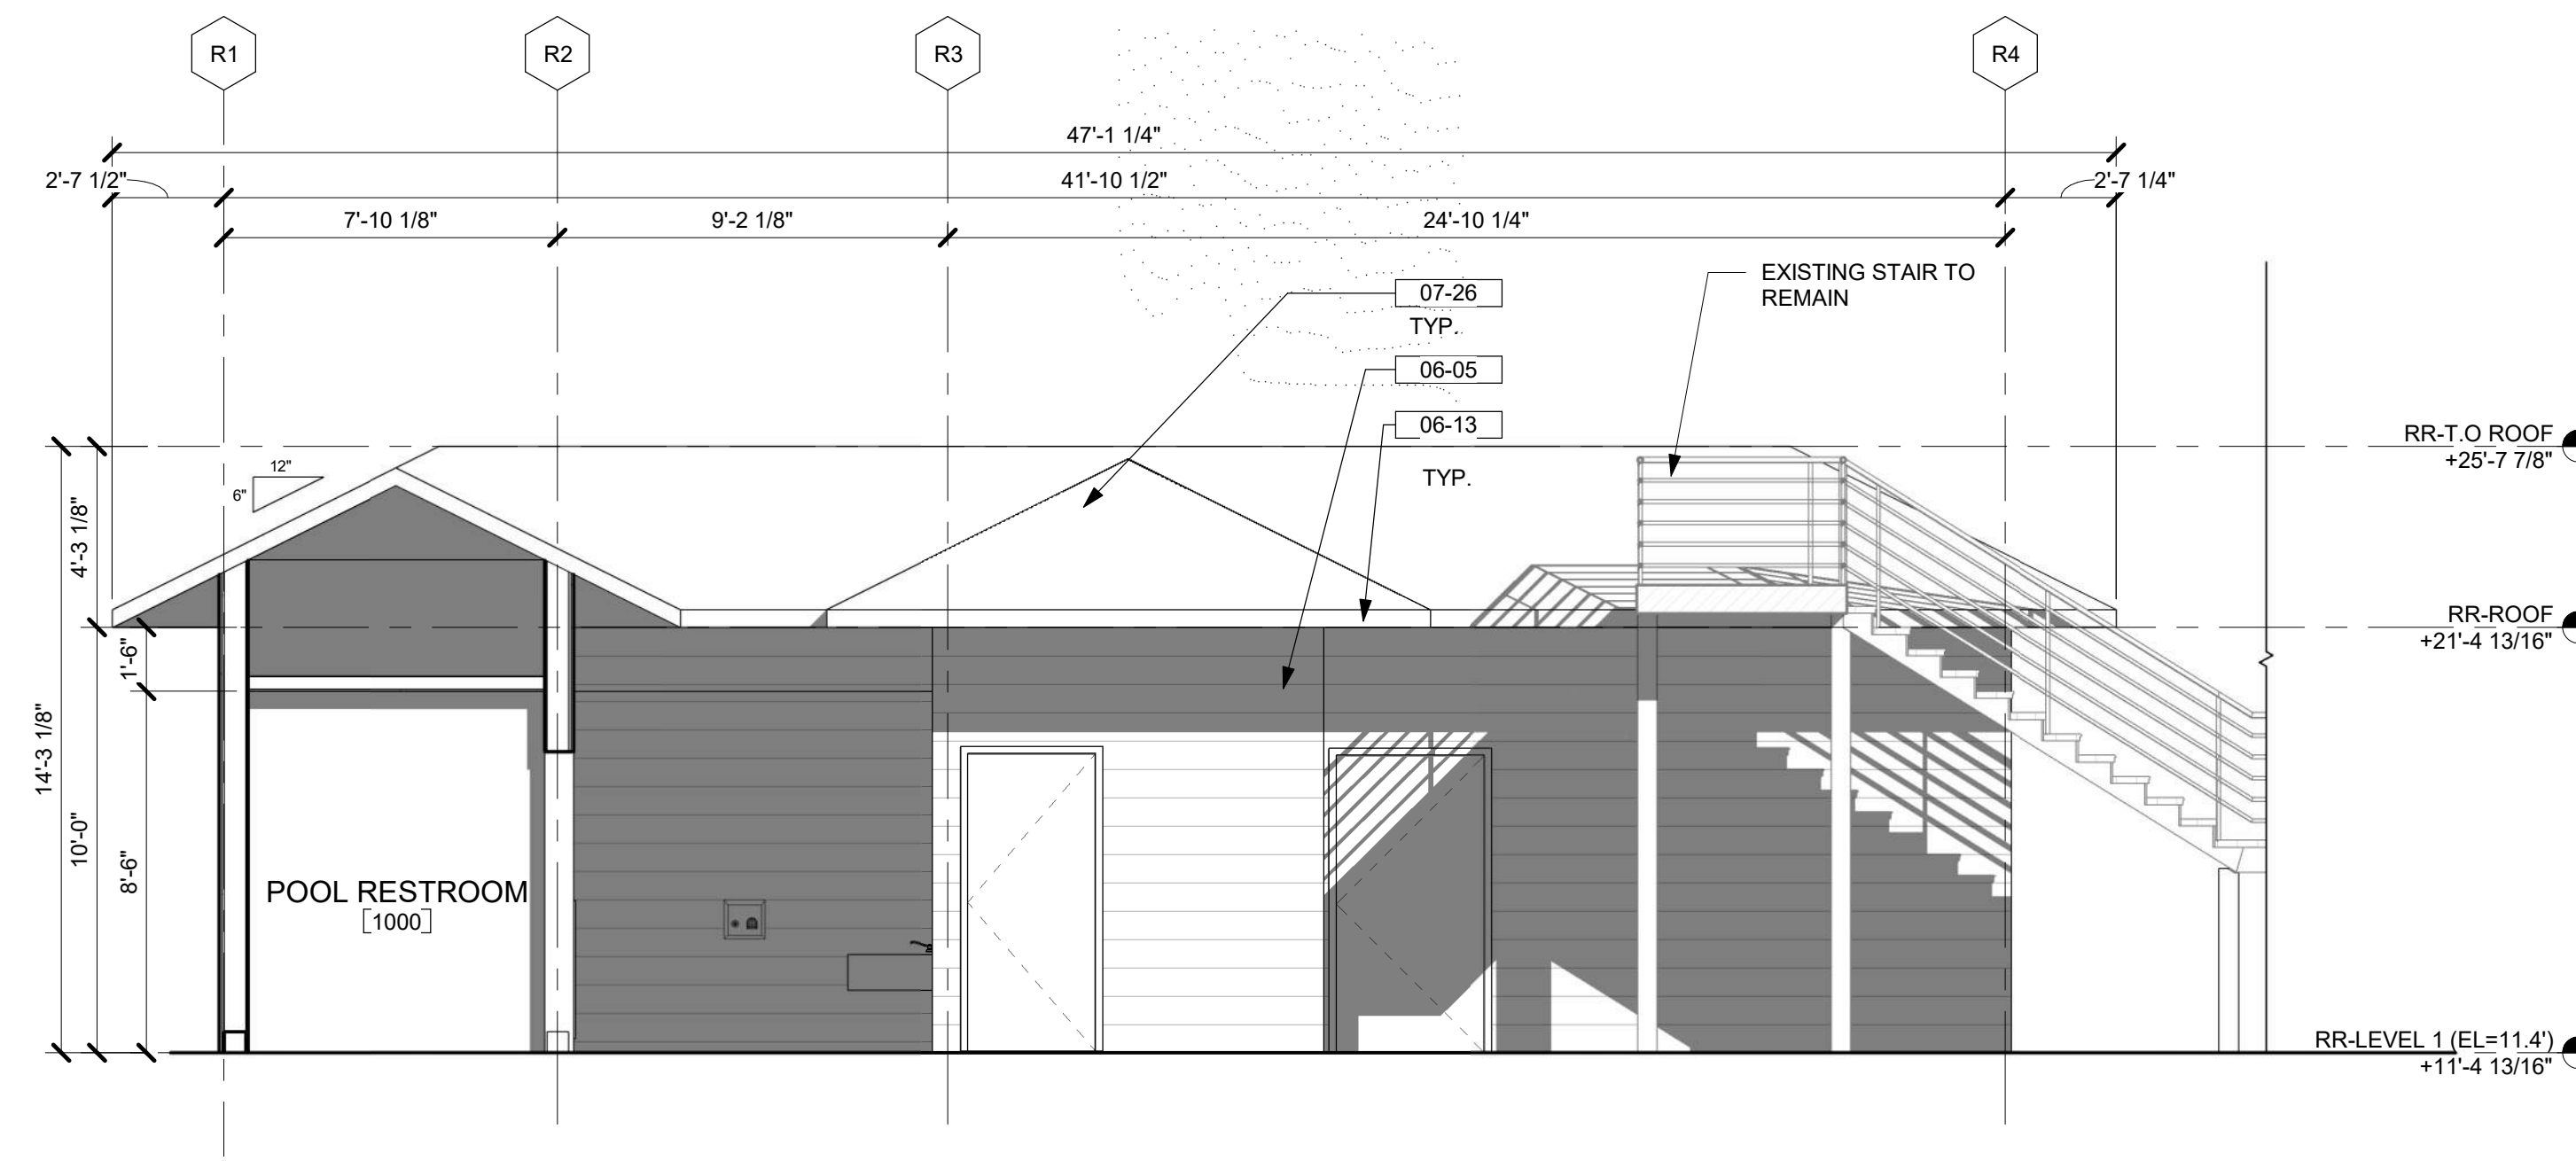 R1
R2
R3
R4
47'-1 1/4"
2'-7 1/2"
41'-10 1/2"
2'-7 1/4"
7'-10 1/8"
9'-2 1/8"
24'-10 1/4"
EXISTING STAIR TO
REMAIN
07-26
TYP.
06-05
06-13
TYP.
12"
6"
RR-T.O ROOF
+25'-7 7/8"
4'-3 1/8"
RR-ROOF
+21'-4 13/16"
1'-6"
14'-3 1/8"
10'-0"
8'-6"
POOL RESTROOM
[1000]
RR-LEVEL 1 (EL=11.4')
+11'-4 13/16"